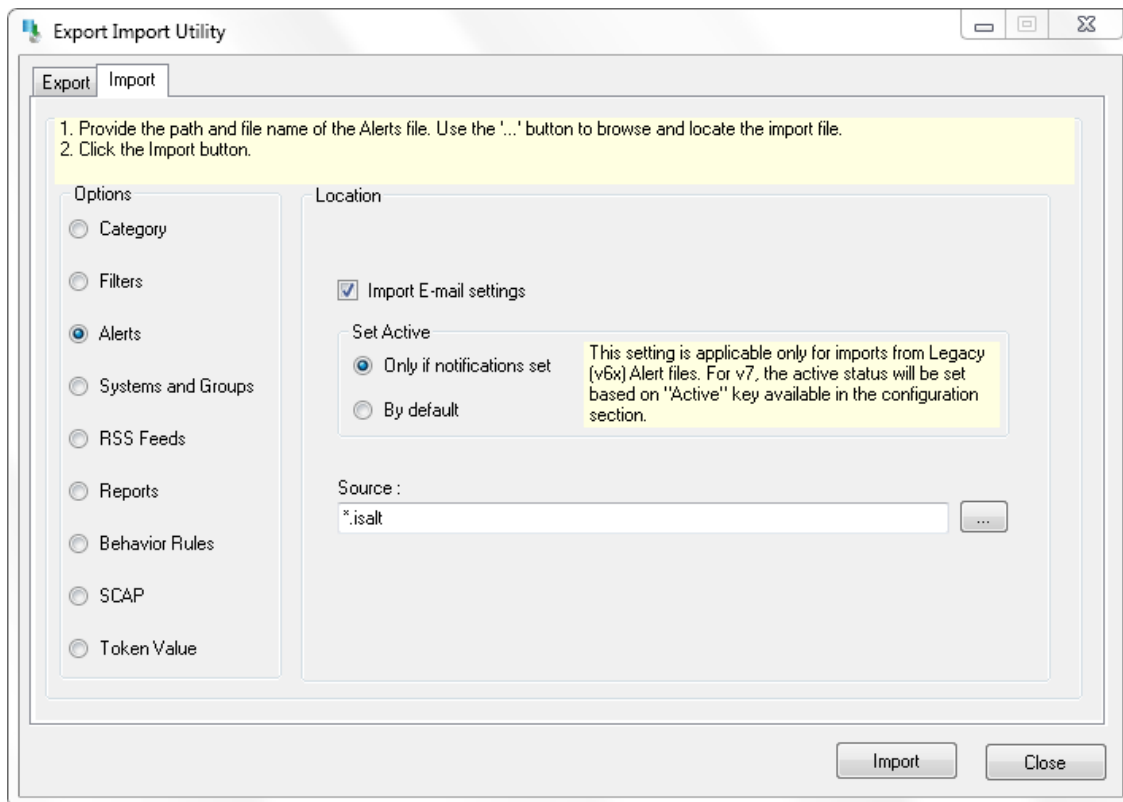 Export Import Utility
Export
Import
1. Provide the path and file name of the Alerts file. Use the '...' button to browse and locate the import file.
2. Click the Import button.
Options
Category
Filters
Alerts
Systems and Groups
RSS Feeds
Reports
Behavior Rules
SCAP
Token Value
Location
Import E-mail settings
Set Active
Only if notifications set
By default
This setting is applicable only for imports from Legacy
(v6x) Alert files. For v7, the active status will be set
based on "Active" key available in the configuration
section.
Source :
*.isalt
...
Import
Close